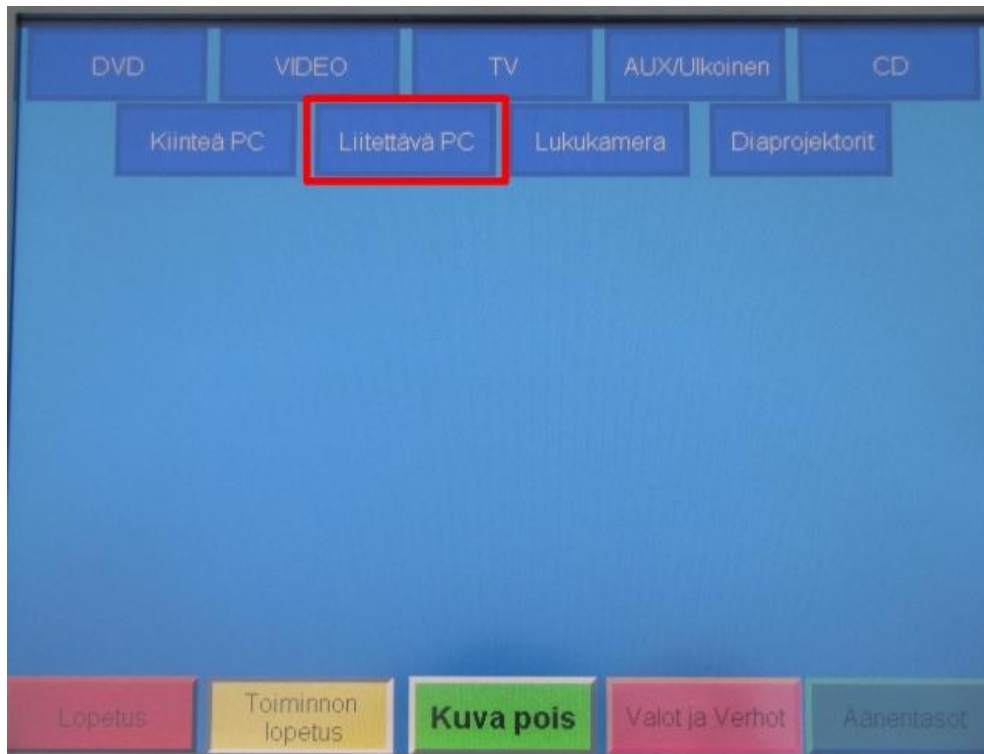 DVD VIDEO TV AUX/Ulkoinen CD
Kiinteä PC Liitettävä PC Lukukamera Diaprojektorit
Lopetus Toiminnon lopetus Kuva pois Valot ja Verhot Äänentasot